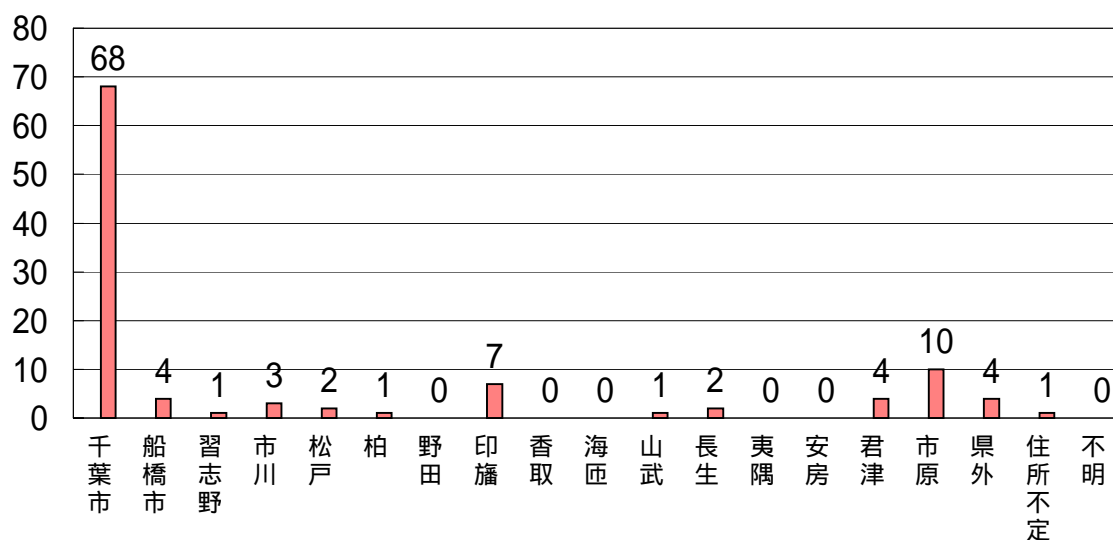 80
70
60
50
40
30
20
10
0
68
4
1
3
2
1
0
7
0
0
1
2
0
0
4
10
4
1
0
千葉市
船橋市
習志野
市川
松戸
柏
野田
印旛
香取
海匝
山武
長生
夷隅
安房
君津
市原
県外
住所不定
不明